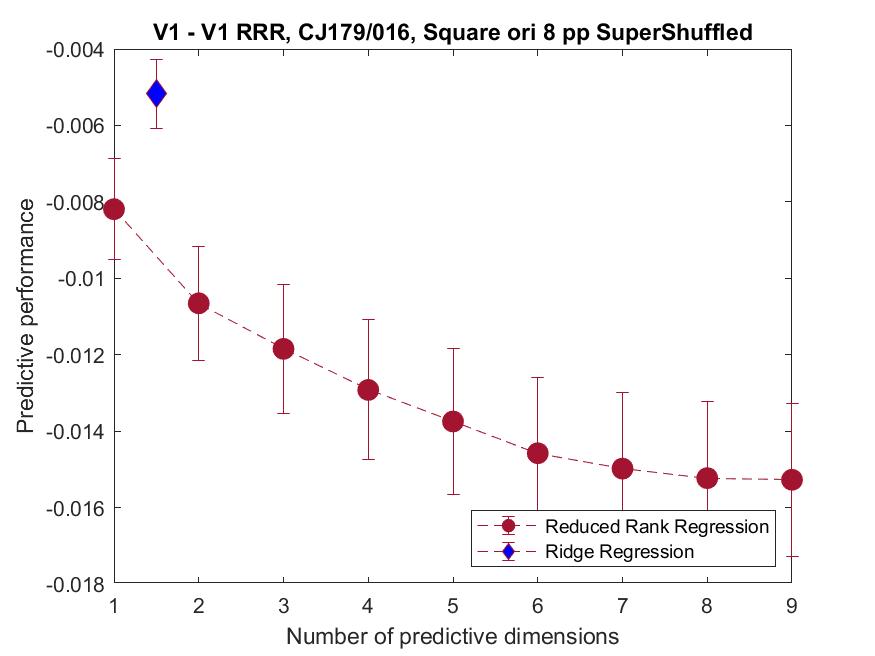 V1 - V1 RRR, CJ179/016, Square ori 8 pp SuperShuffled
-0.004
-0.006
-0.008
-0.01
-0.012
-0.014
-0.016
-0.018
Predictive performance
Reduced Rank Regression
Ridge Regression
1 2 3 4 5 6 7 8 9
Number of predictive dimensions